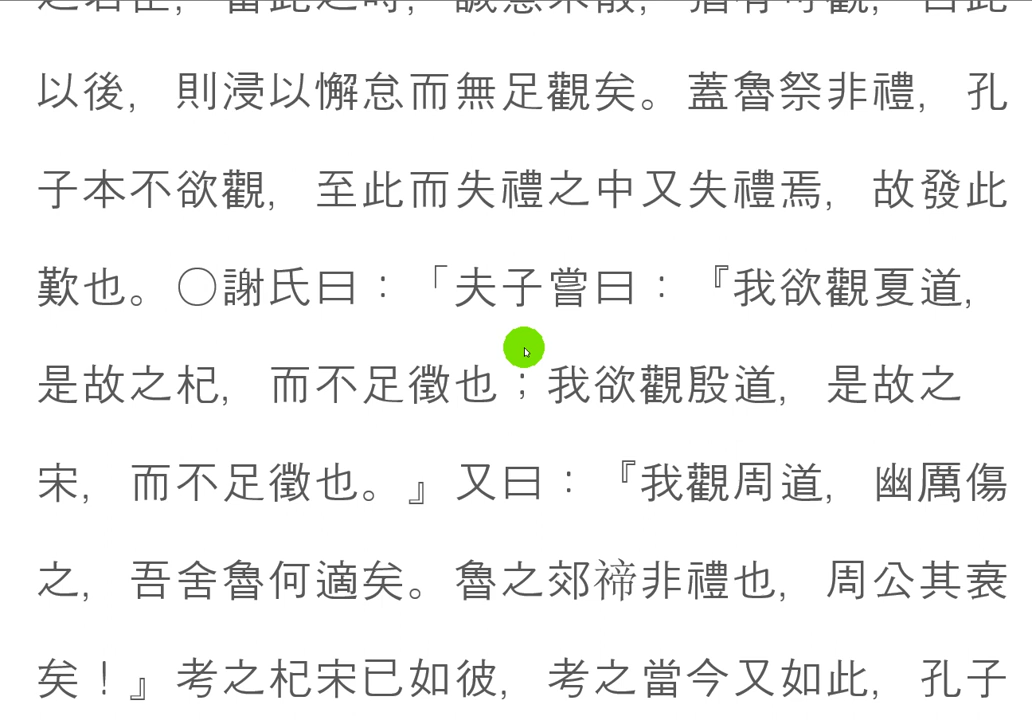 以後，則浸以懈怠而無足觀矣。蓋魯祭非禮，孔
子本不欲觀，至此而失禮之中又失禮焉，故發此
歎也。〇謝氏曰：「夫子嘗曰：『我欲觀夏道，
是故之杞，而不足徵也；我欲觀殷道，是故之
宋，而不足徵也。』又曰：『我觀周道，幽厲傷
之，吾舍魯何適矣。魯之郊禘非禮也，周公其衰
矣！』考之杞宋已如彼，考之當今又如此，孔子